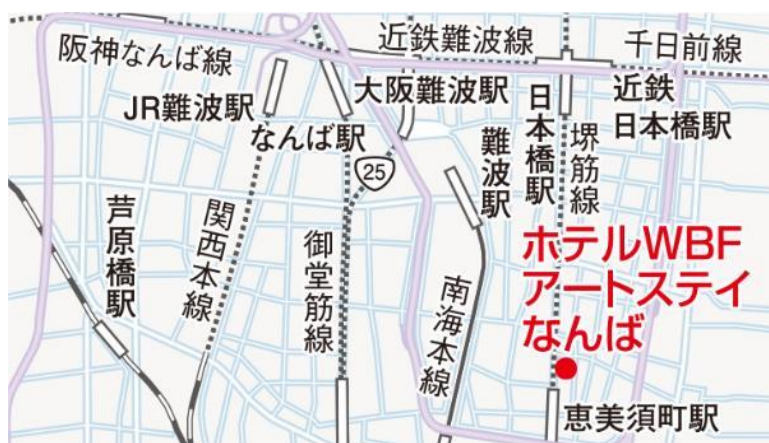 阪神なんば線
近鉄難波線
千日前線
JR難波駅
なんば駅
大阪難波駅
近鉄
日本橋駅
日本橋駅
堺筋線
難波駅
25
芦原橋駅
関西本線
御堂筋線
南海本線
ホテルWBF
アートステイ
なんば
恵美須町駅